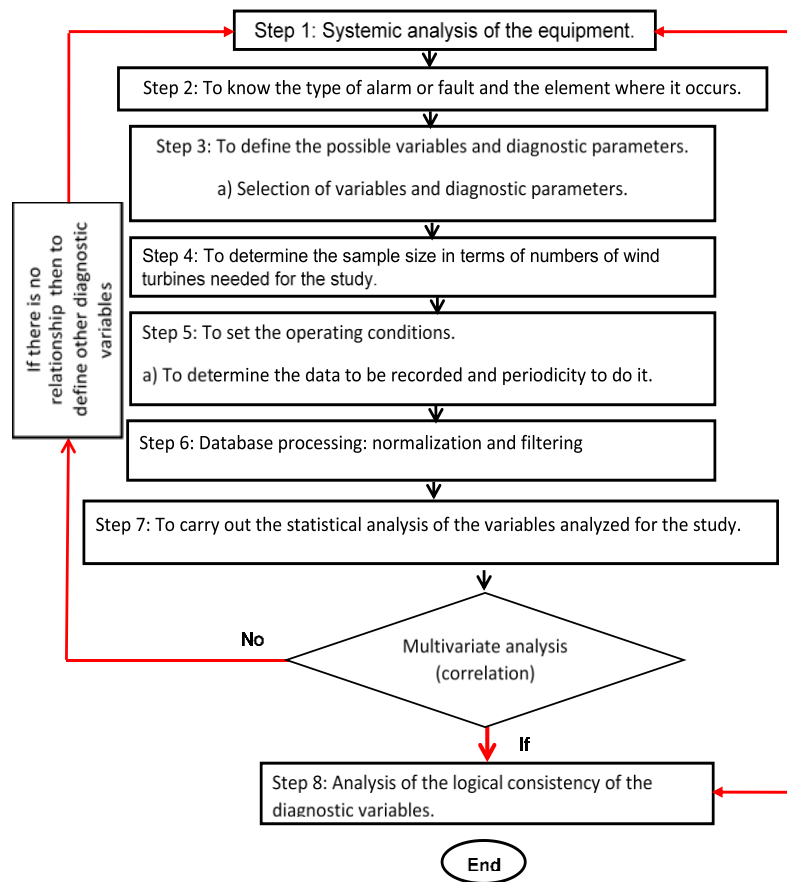 Step 1: Systemic analysis of the equipment.
Step 2: To know the type of alarm or fault and the element where it occurs.
Step 3: To define the possible variables and diagnostic parameters.
a) Selection of variables and diagnostic parameters.
Step 4: To determine the sample size in terms of numbers of wind
turbines needed for the study.
Step 5: To set the operating conditions.
a) To determine the data to be recorded and periodicity to do it.
If there is no
relationship then to
define other diagnostic
variables
Step 6: Database processing: normalization and filtering
Step 7: To carry out the statistical analysis of the variables analyzed for the study.
No
Multivariate analysis
(correlation)
If
Step 8: Analysis of the logical consistency of the
diagnostic variables.
End